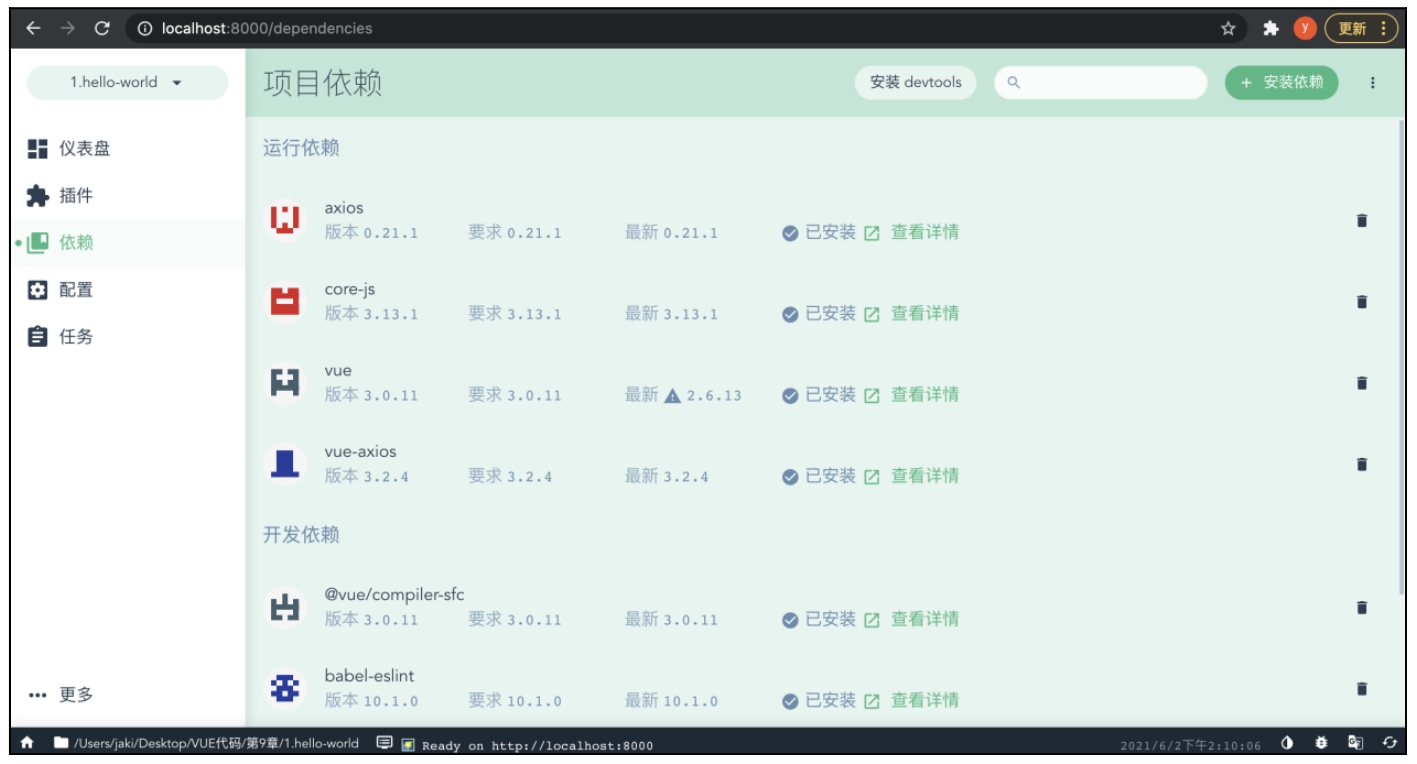 localhost:8000/dependencies
更新
1.hello-world
项目依赖
安装 devtools
+ 安装依赖
仪表盘
插件
依赖
配置
任务
更多
运行依赖
axios
版本 0.21.1 要求 0.21.1 最新 0.21.1 已安装 查看详情
core-js
版本 3.13.1 要求 3.13.1 最新 3.13.1 已安装 查看详情
vue
版本 3.0.11 要求 3.0.11 最新 2.6.13 已安装 查看详情
vue-axios
版本 3.2.4 要求 3.2.4 最新 3.2.4 已安装 查看详情
开发依赖
@vue/compiler-sfc
版本 3.0.11 要求 3.0.11 最新 3.0.11 已安装 查看详情
babel-eslint
版本 10.1.0 要求 10.1.0 最新 10.1.0 已安装 查看详情
/Users/jaki/Desktop/VUE代码/第9章/1.hello-world Ready on http://localhost:8000 2021/6/2下午2:10:06